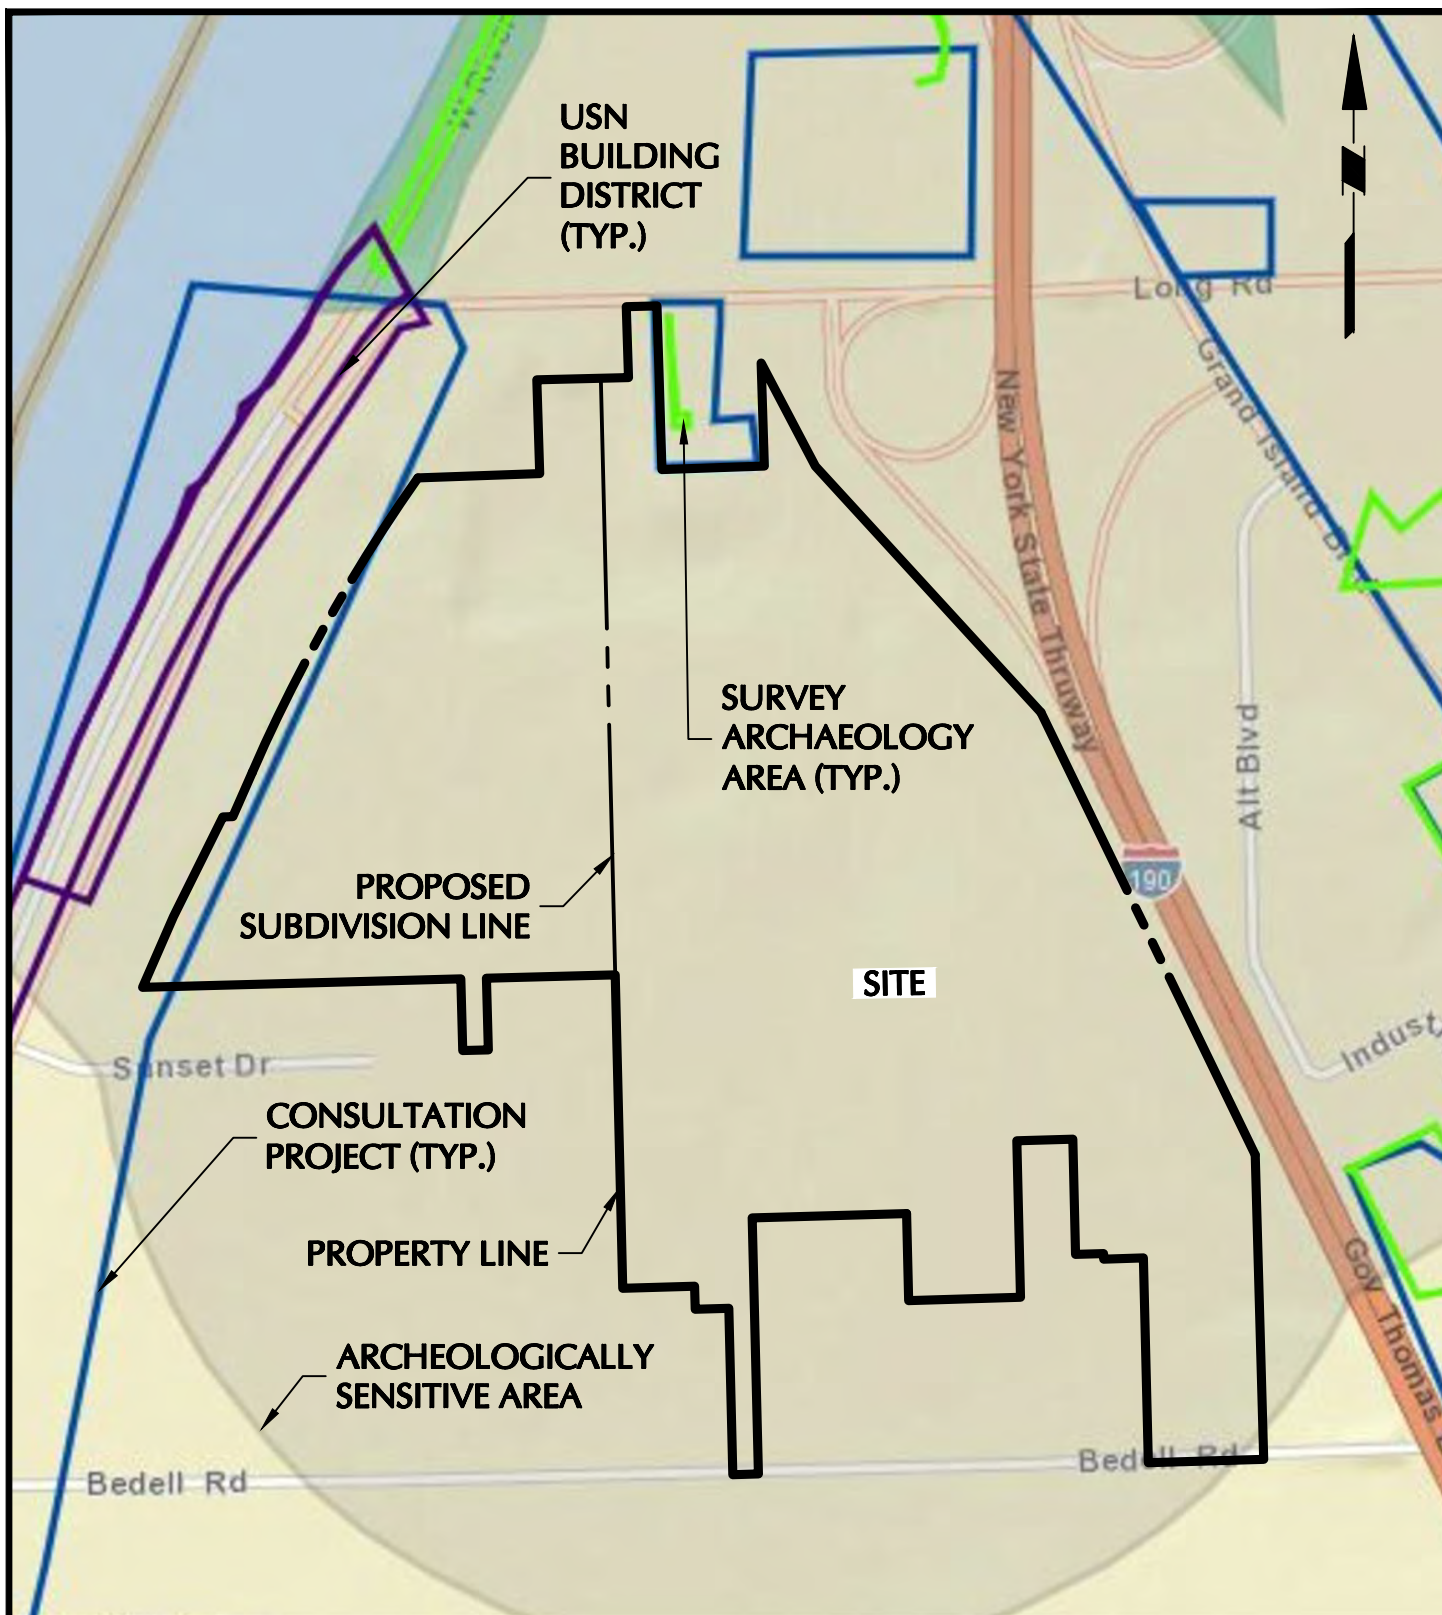 W River
USN
BUILDING
DISTRICT
(TYP.)
N
Long Rd
Grand Island
New York State Thruway
SURVEY
ARCHAEOLOGY
AREA (TYP.)
Alt Blvd
190
PROPOSED
SUBDIVISION LINE
SITE
Indust
Sunset Dr
CONSULTATION
PROJECT (TYP.)
PROPERTY LINE
Gov Thomas
ARCHEOLOGICALLY
SENSITIVE AREA
Bedell Rd
Bedell Rd